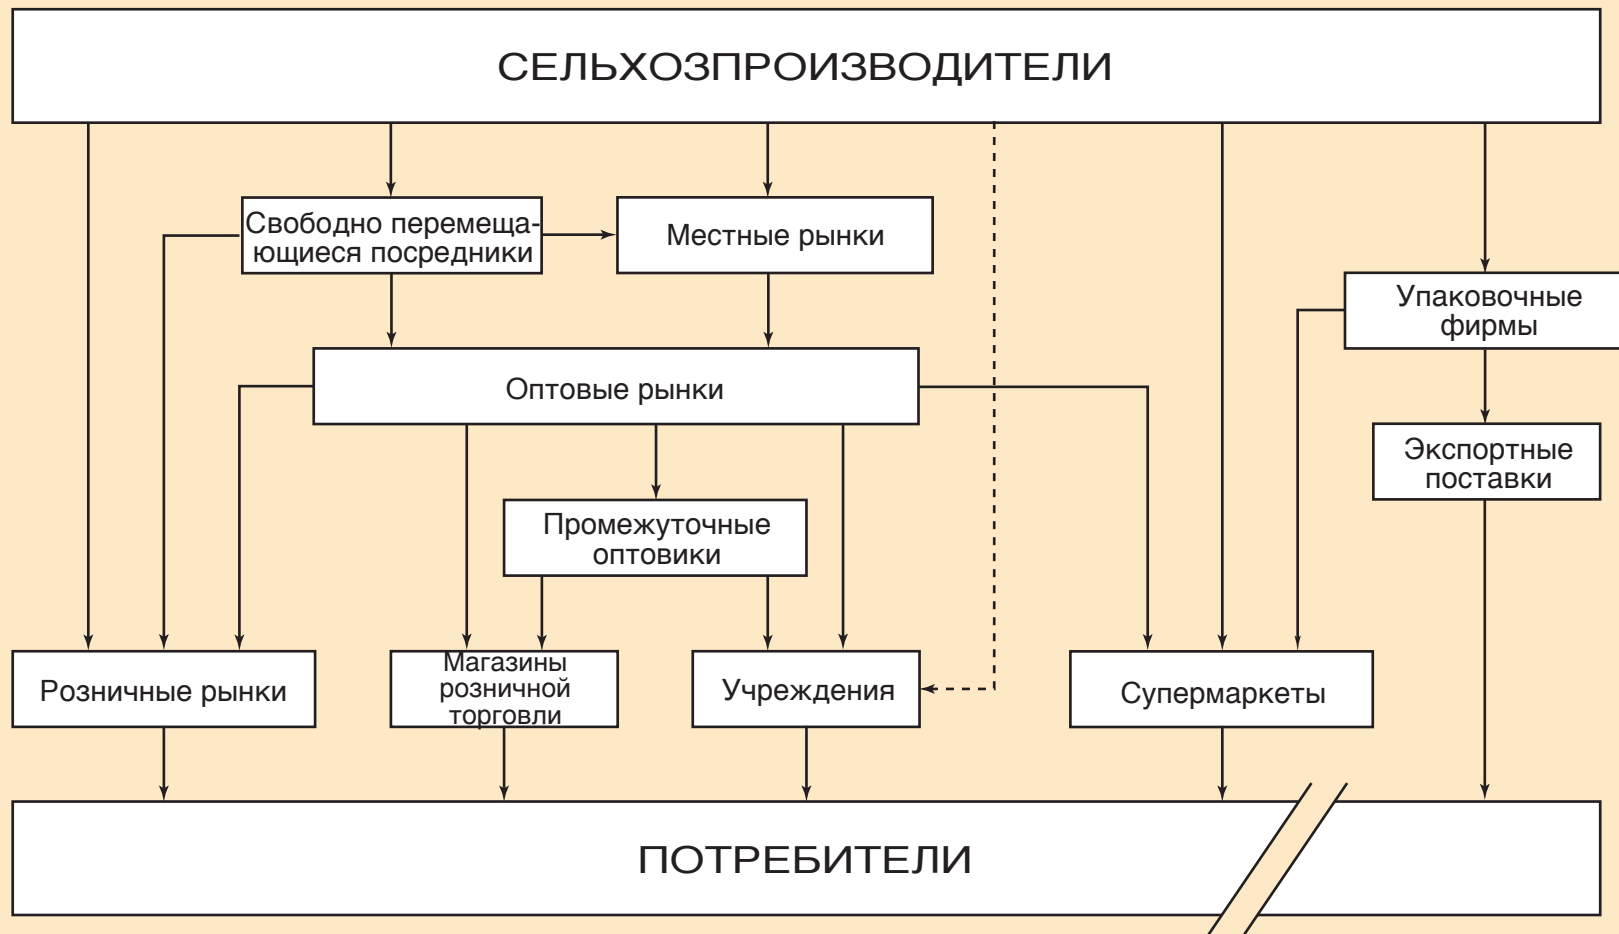 СЕЛЬХОЗПРОИЗВОДИТЕЛИ
Свободно перемеща-
ющиеся посредники
Местные рынки
Упаковочные
фирмы
Оптовые рынки
Экспортные
поставки
Промежуточные
оптовики
Розничные рынки
Магазины
розничной
торговли
Учреждения
Супермаркеты
ПОТРЕБИТЕЛИ